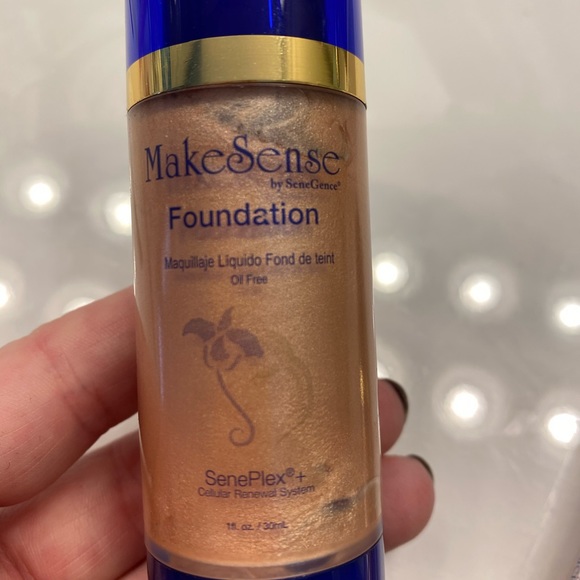 MakeSense
by SeneGence®
Foundation
Maquillaje Liquido Fond de teint
Oil Free
SenePlex®+
Cellular Renewal System
1fl. oz. / 30mL